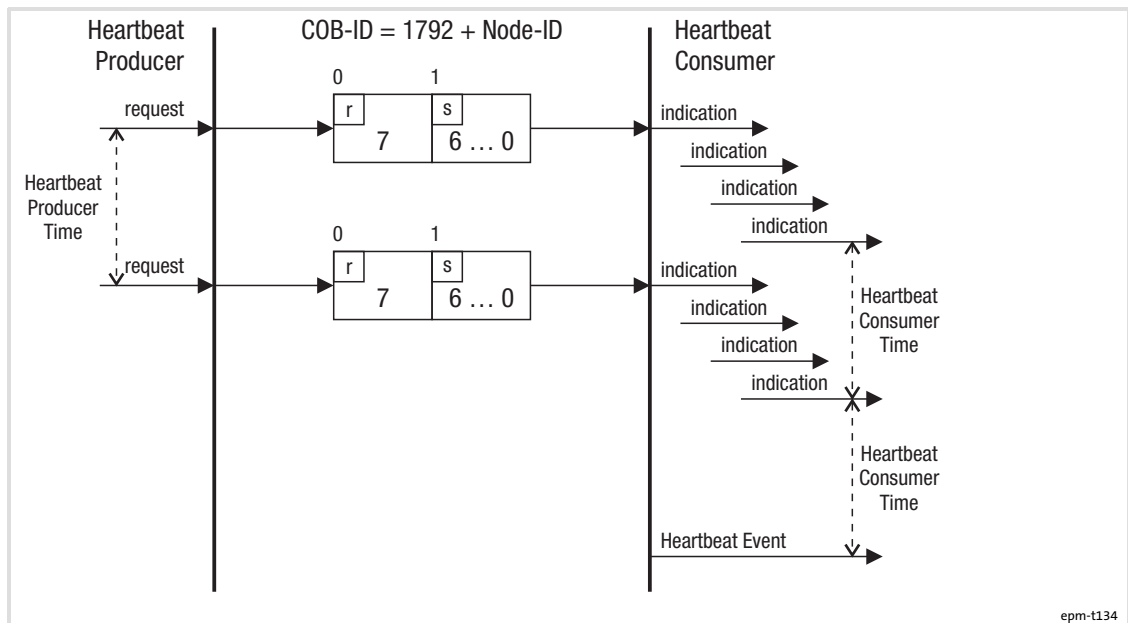 Heartbeat
Producer
COB-ID = 1792 + Node-ID
Heartbeat
Consumer
0 1
request
r
s
7
6 … 0
indication
indication
indication
indication
Heartbeat
Producer
Time
0 1
request
r
s
7
6 … 0
indication
indication
indication
indication
Heartbeat
Consumer
Time
Heartbeat
Consumer
Time
Heartbeat Event
epm-t134